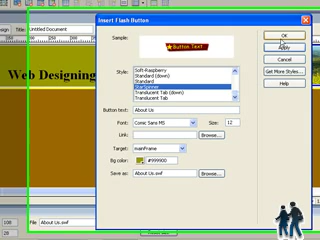 Insert Flash Button
sign
Title:
Untitled Document
Web Designing
Sample:
Button Text
Style:
Soft-Raspberry
Standard (down)
Standard
StarSpinner
Translucent Tab (down)
Translucent Tab
Button text:
About Us
Font:
Comic Sans MS
Size:
12
Link:
Browse...
Target:
mainFrame
Bg color:
#999900
Save as:
About Us.swf
Browse...
OK
Apply
Cancel
Get More Styles...
Help
108
28
File
About Us.swf